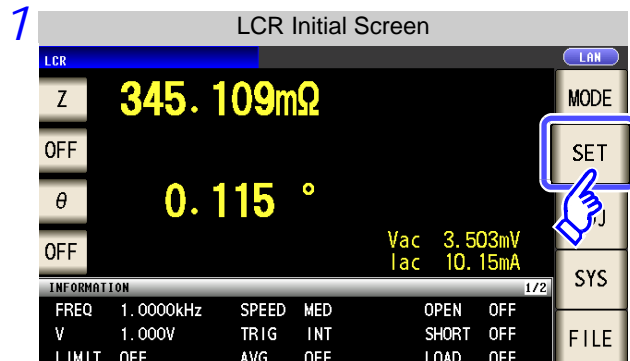 1
LCR Initial Screen
LCR
LAN
Z
345.109mΩ
MODE
OFF
SET
θ
0.115 °
OFF
Vac 3.503mV
Iac 10.15mA
SYS
INFORMATION
1/2
FREQ 1.0000kHz SPEED MED OPEN OFF
V 1.000V TRIG INT SHORT OFF
FILE
LIMIT OFF AVG OFF LOAD OFF